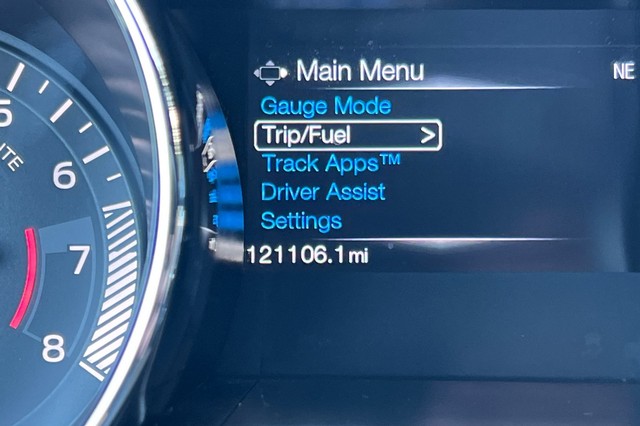 Main Menu
NE
Gauge Mode
Trip/Fuel >
Track Apps™
Driver Assist
Settings
121106.1 mi
5
6
7
8